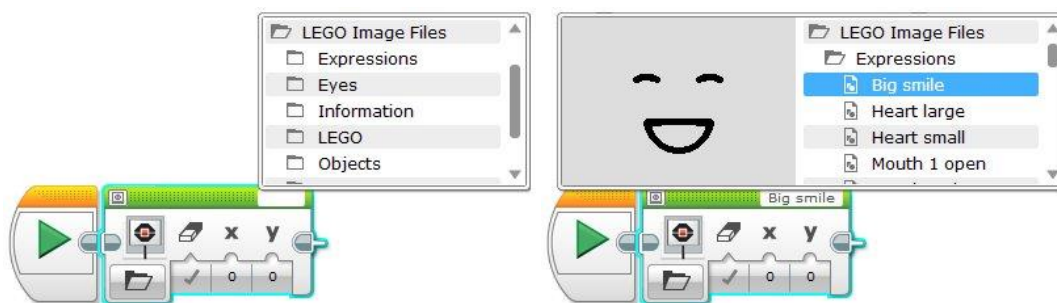 LEGO Image Files
Expressions
Eyes
Information
LEGO
Objects
x y
0 0
LEGO Image Files
Expressions
Big smile
Heart large
Heart small
Mouth 1 open
Big smile
x y
0 0